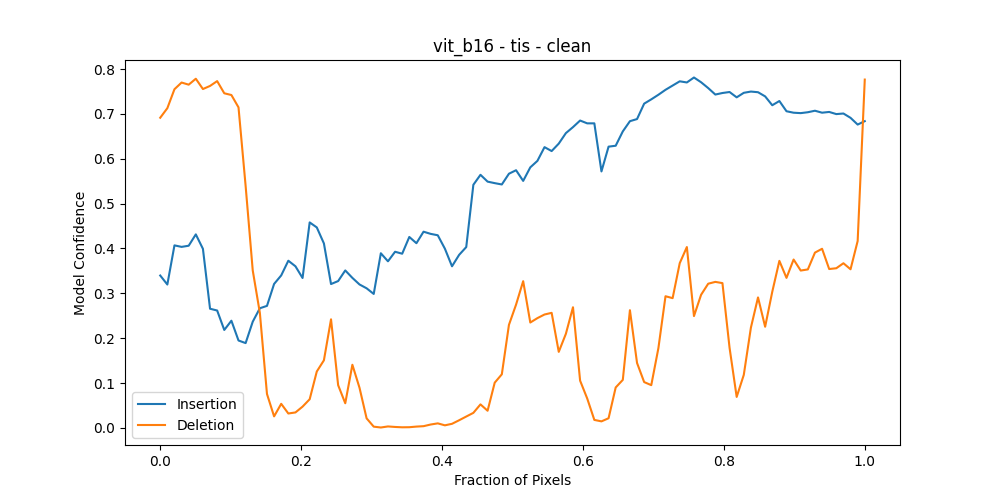 vit_b16 - tis - clean
Model Confidence
0.8
0.7
0.6
0.5
0.4
0.3
0.2
0.1
0.0
Insertion
Deletion
0.0 0.2 0.4 0.6 0.8 1.0
Fraction of Pixels